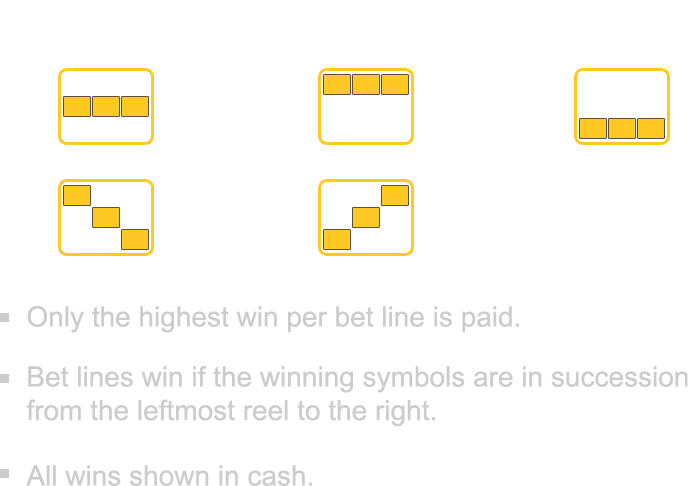 Only the highest win per bet line is paid.
Bet lines win if the winning symbols are in succession
from the leftmost reel to the right.
All wins shown in cash.